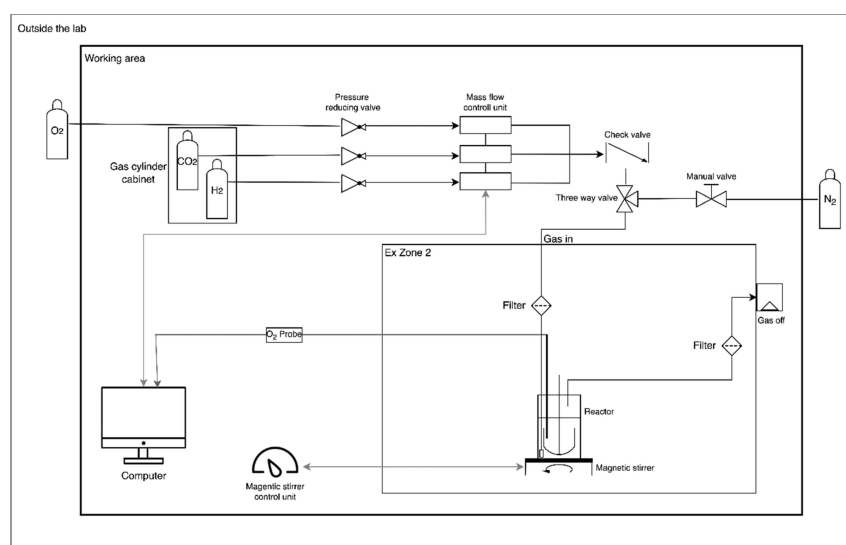 Outside the lab
Working area
Pressure
reducing valve
Mass flow
controll unit
Check valve
O2
Gas cylinder
cabinet
CO2
H2
Three way valve
Manual valve
N2
Gas in
Ex Zone 2
Filter
Gas off
O2 Probe
Filter
Reactor
Computer
Magentic stirrer
control unit
Magnetic stirrer